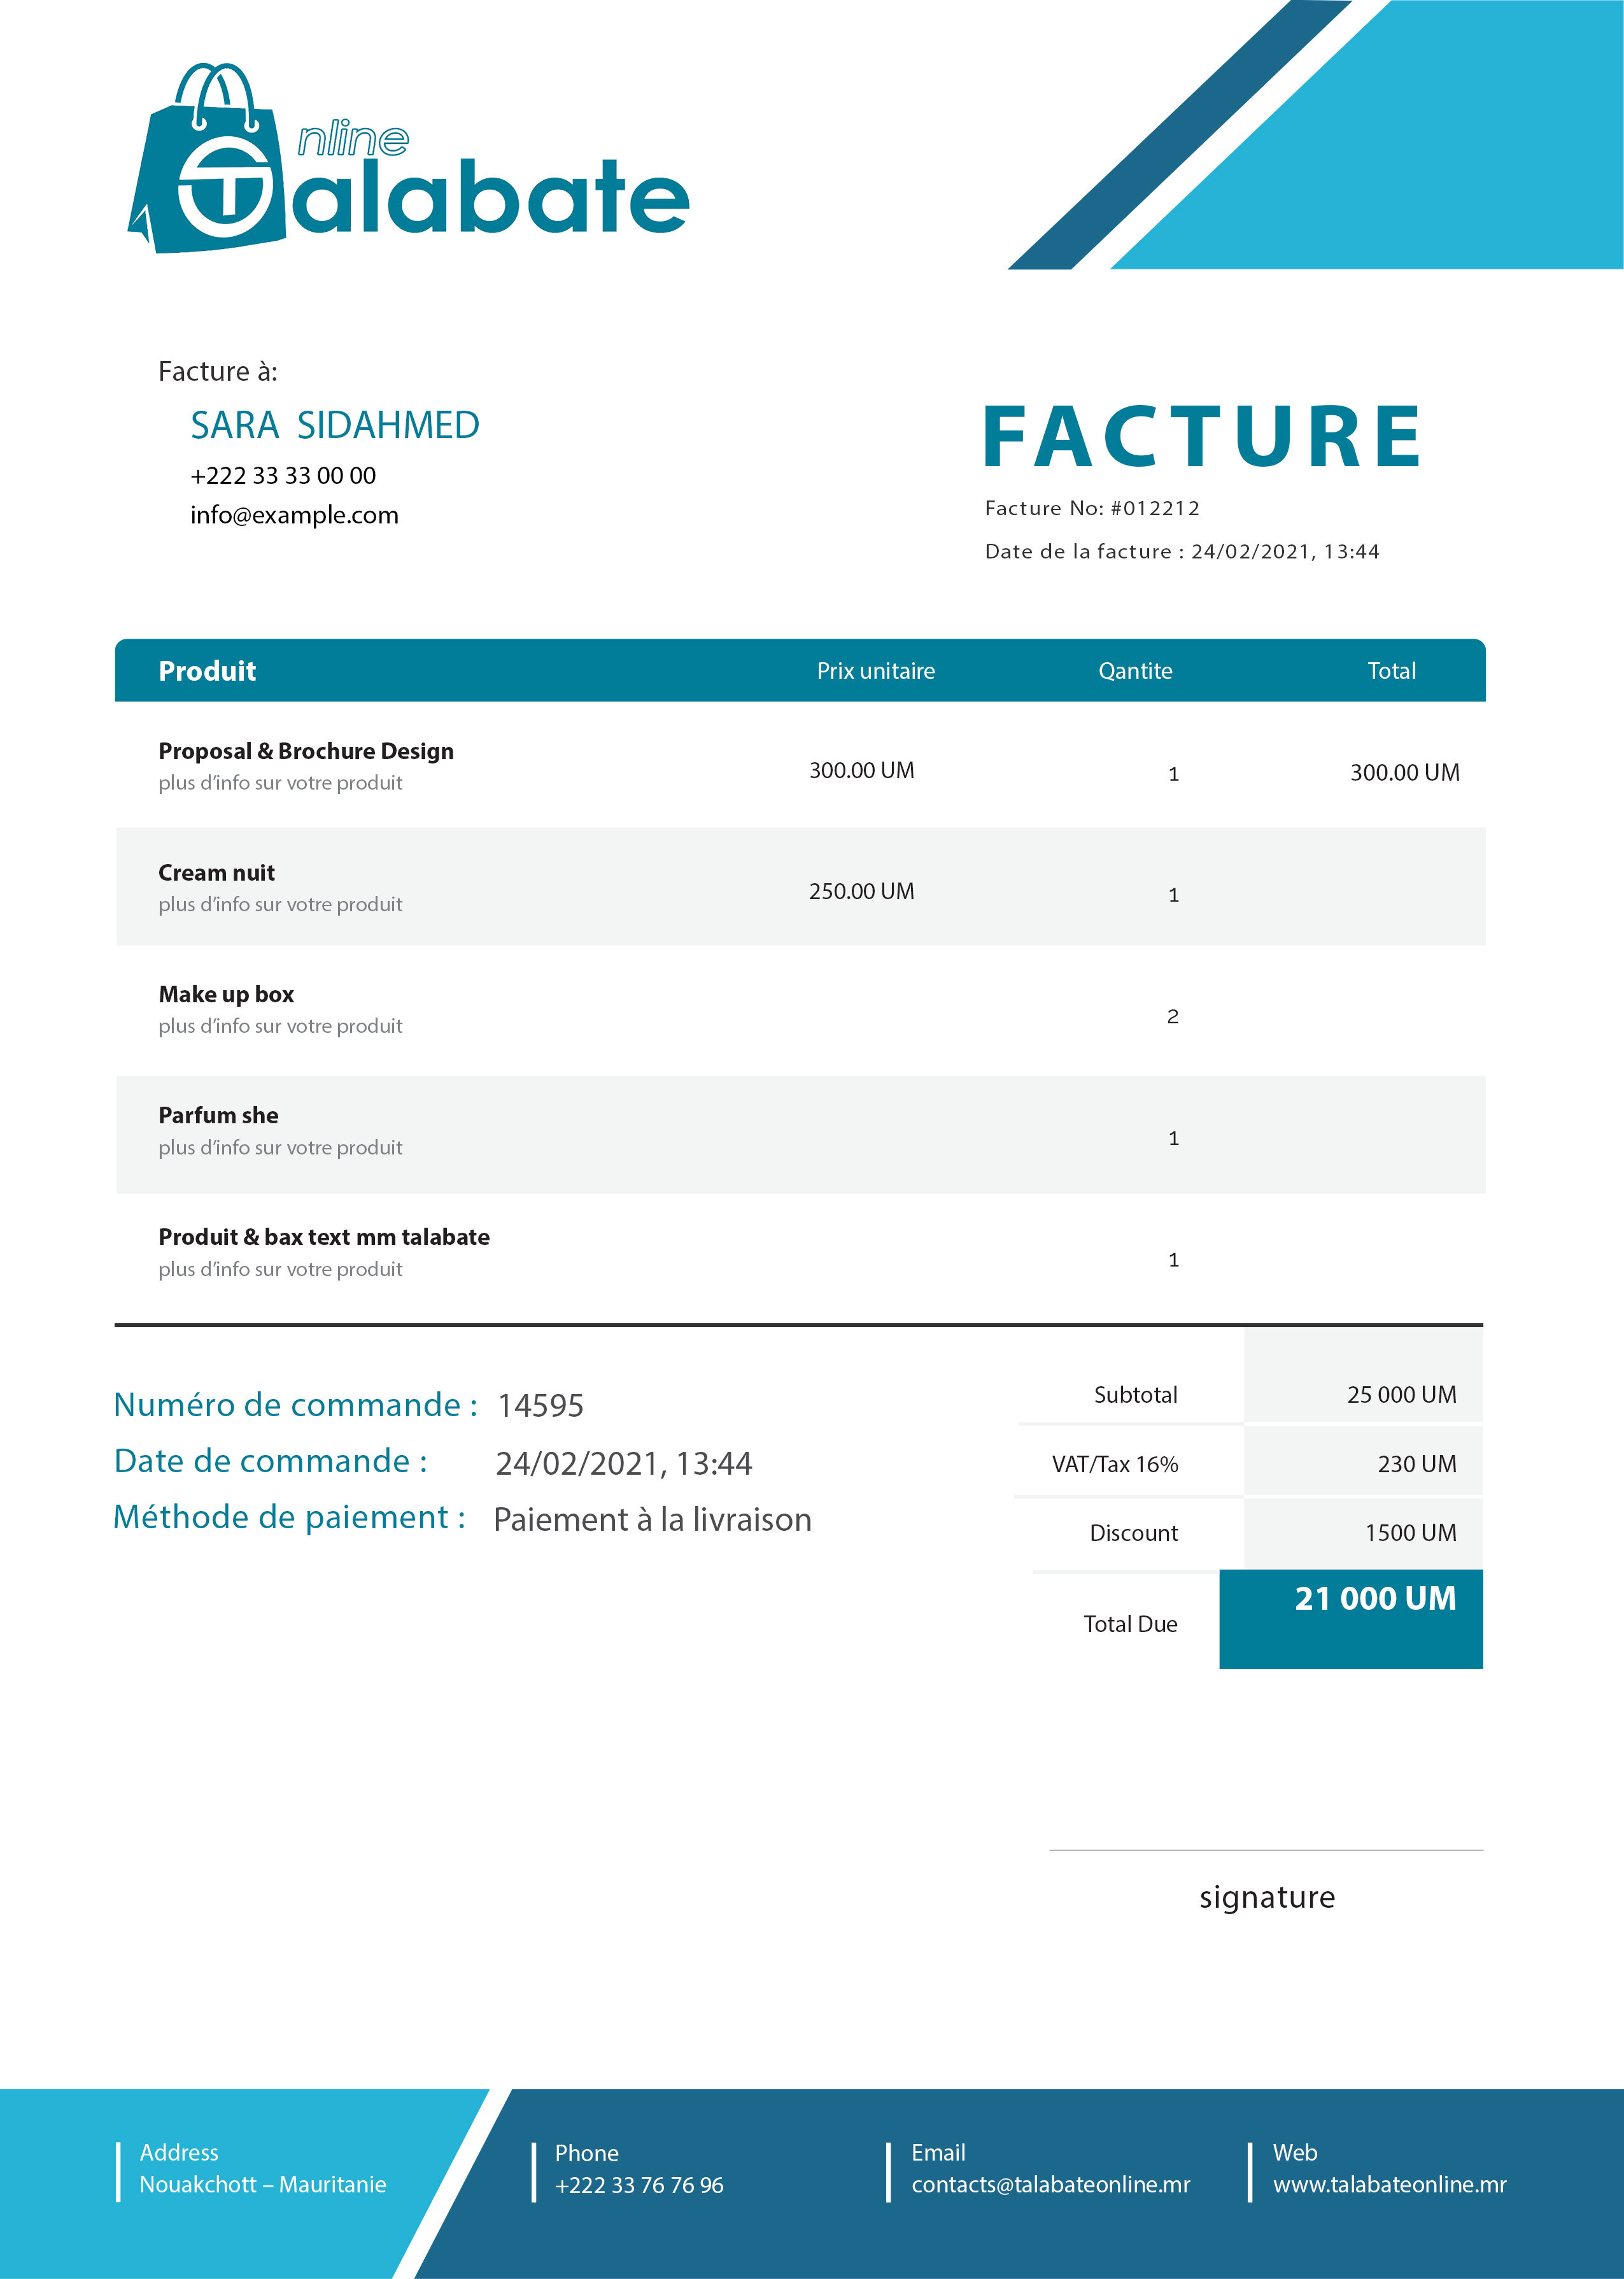 nline
Talabate
Facture à:
SARA SIDAHMED
+222 33 33 00 00
info@example.com
FACTURE
Facture No: #012212
Date de la facture : 24/02/2021, 13:44
Produit Prix unitaire Qantite Total
Proposal & Brochure Design
plus d’info sur votre produit
300.00 UM 1 300.00 UM
Cream nuit
plus d’info sur votre produit
250.00 UM 1
Make up box
plus d’info sur votre produit
2
Parfum she
plus d’info sur votre produit
1
Produit & bax text mm talabate
plus d’info sur votre produit
1
Numéro de commande : 14595
Date de commande : 24/02/2021, 13:44
Méthode de paiement : Paiement à la livraison
Subtotal 25 000 UM
VAT/Tax 16% 230 UM
Discount 1500 UM
Total Due 21 000 UM
signature
Address
Nouakchott – Mauritanie
Phone
+222 33 76 76 96
Email
contacts@talabateonline.mr
Web
www.talabateonline.mr